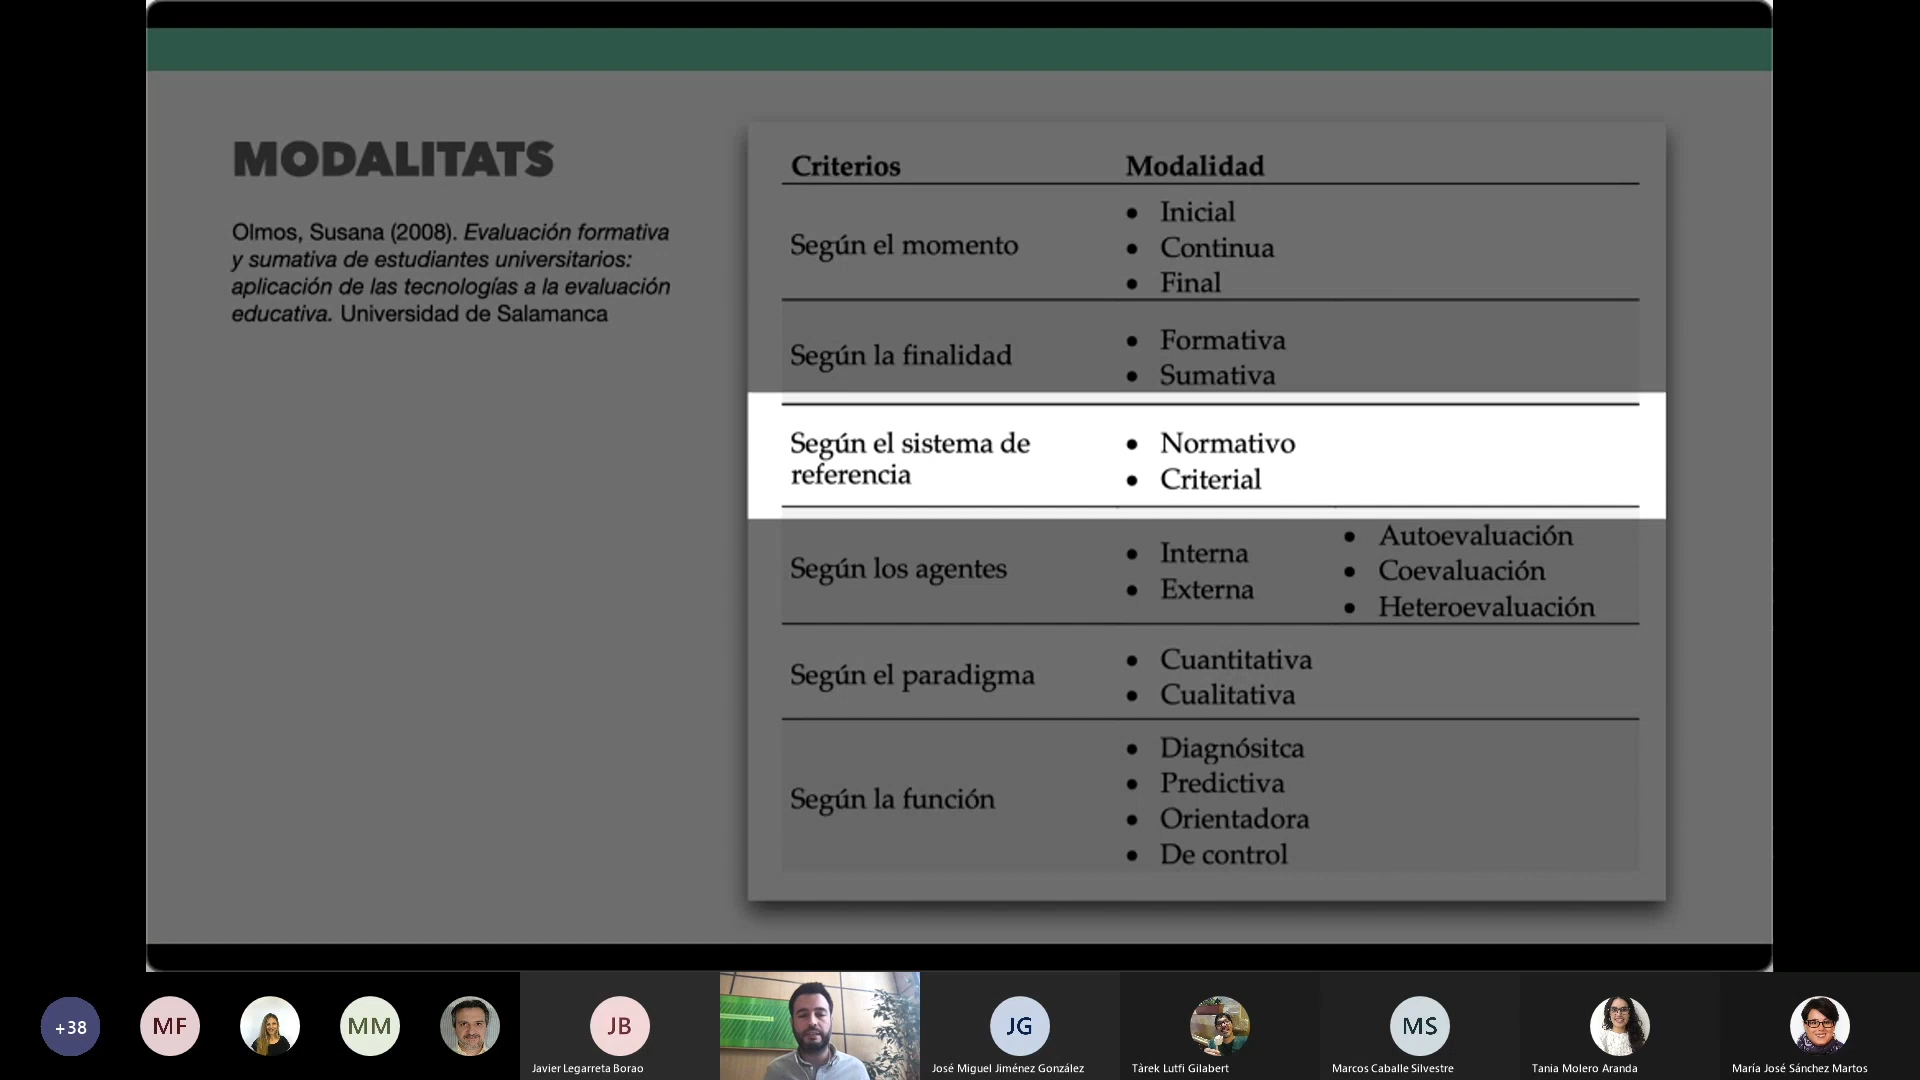 MODALITATS
Olmos, Susana (2008). Evaluación formativa
y sumativa de estudiantes universitarios:
aplicación de las tecnologías a la evaluación
educativa. Universidad de Salamanca
Criterios Modalidad
Según el momento
• Inicial
• Continua
• Final
Según la finalidad
• Formativa
• Sumativa
Según el sistema de
referencia
• Normativo
• Criterial
Según los agentes
• Interna
• Externa
• Autoevaluación
• Coevaluación
• Heteroevaluación
Según el paradigma
• Cuantitativa
• Cualitativa
Según la función
• Diagnósitca
• Predictiva
• Orientadora
• De control
+38
MF
MM
JB
Javier Legarreta Borao
JG
José Miguel Jiménez González
Tàrek Lutfi Gilabert
MS
Marcos Caballe Silvestre
Tania Molero Aranda
María José Sánchez Martos